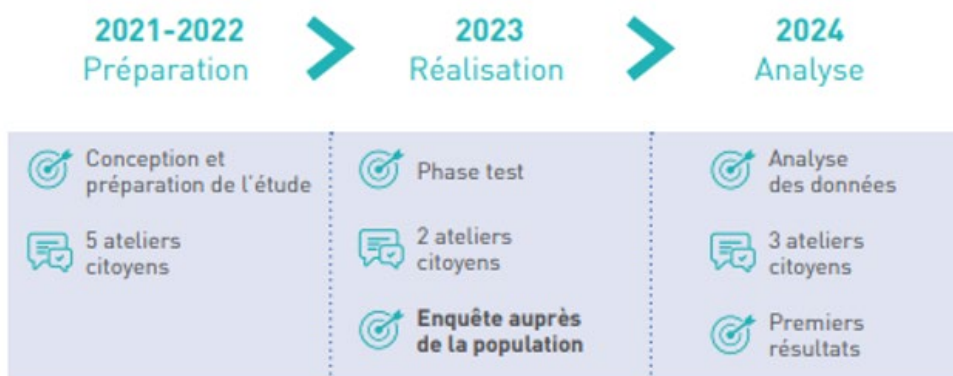 2021-2022
Préparation
2023
Réalisation
2024
Analyse
Conception et
préparation de l'étude
5 ateliers
citoyens
Phase test
2 ateliers
citoyens
Enquête auprès
de la population
Analyse
des données
3 ateliers
citoyens
Premiers
résultats